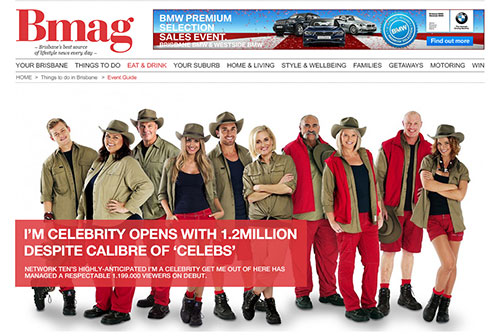 Bmag
– Brisbane's best source
of lifestyle news every day –
BMW PREMIUM
SELECTION
SALES EVENT.
BRISBANE BMW & WESTSIDE BMW
BMW
Find out more
YOUR BRISBANE THINGS TO DO EAT & DRINK YOUR SUBURB HOME & LIVING STYLE & WELLBEING FAMILIES GETAWAYS MOTORING WIN
HOME > Things to do in Brisbane > Event Guide
I'M CELEBRITY OPENS WITH 1.2MILLION
DESPITE CALIBRE OF 'CELEBS'
NETWORK TEN'S HIGHLY-ANTICIPATED I'M A CELEBRITY GET ME OUT OF HERE HAS
MANAGED A RESPECTABLE 1,199,000 VIEWERS ON DEBUT.